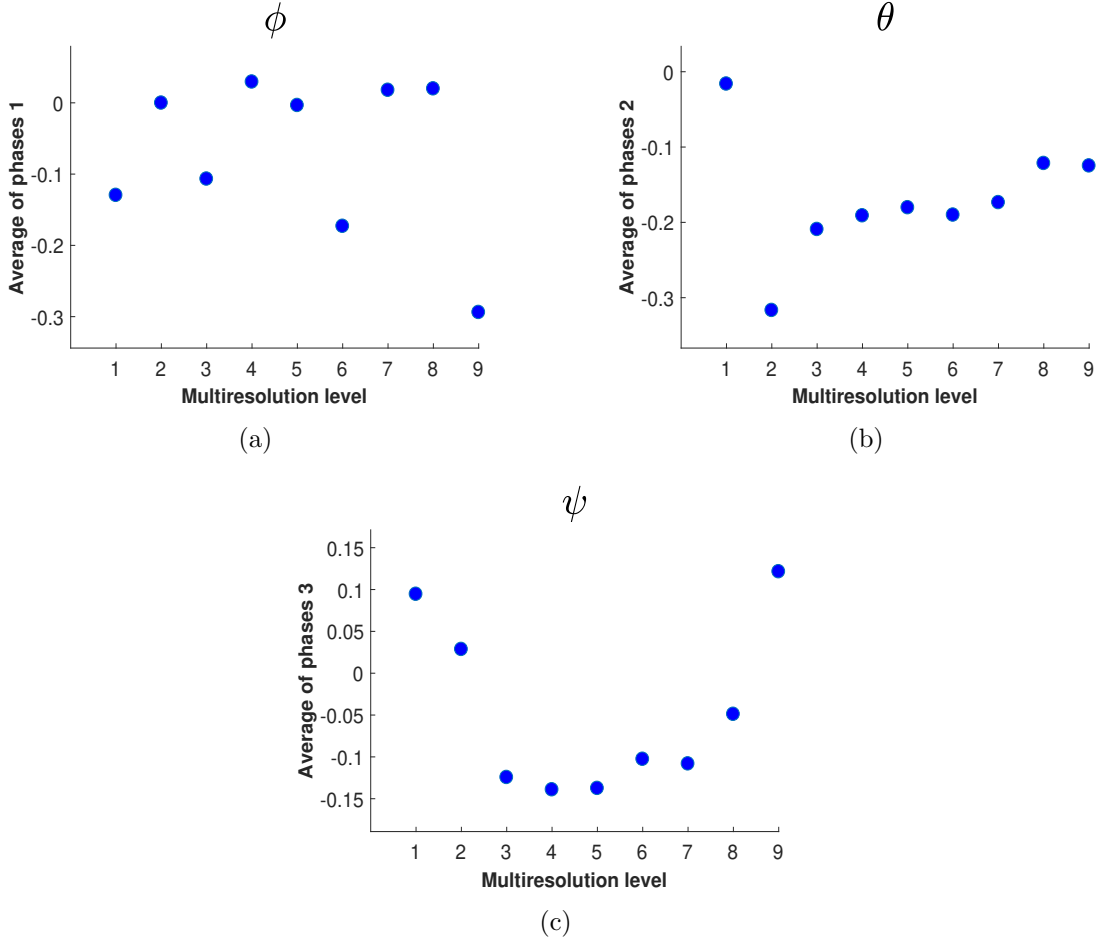 ϕ
Average of phases 1
0
-0.1
-0.2
-0.3
1 2 3 4 5 6 7 8 9
Multiresolution level
(a)
θ
Average of phases 2
0
-0.1
-0.2
-0.3
1 2 3 4 5 6 7 8 9
Multiresolution level
(b)
ψ
Average of phases 3
0.15
0.1
0.05
0
-0.05
-0.1
-0.15
1 2 3 4 5 6 7 8 9
Multiresolution level
(c)